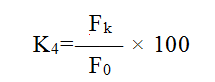 K₄= Fₖ / F₀ × 100